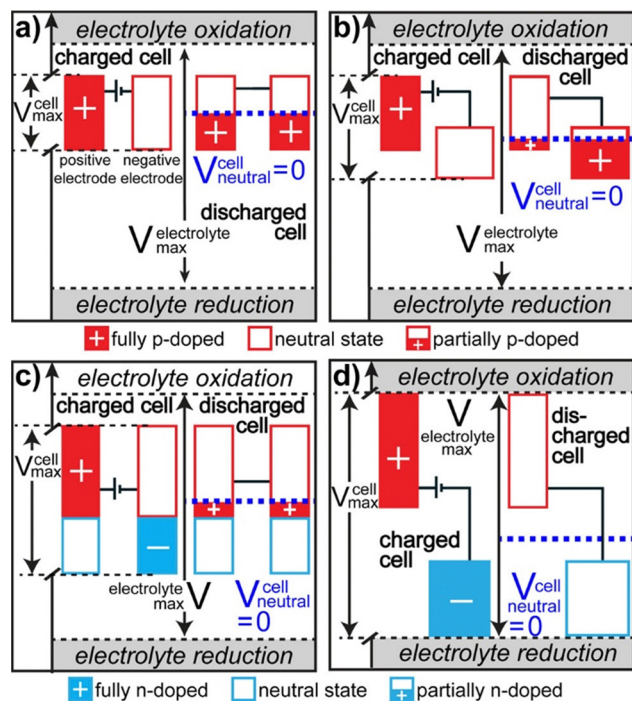 a)
electrolyte oxidation
charged cell
V cell max
+
positive electrode
negative electrode
+ +
V cell neutral = 0
discharged cell
V electrolyte max
electrolyte reduction
b)
electrolyte oxidation
charged cell
discharged cell
V cell max
+
+
+
V cell neutral = 0
V electrolyte max
electrolyte reduction
+ fully p-doped neutral state + partially p-doped
c)
electrolyte oxidation
charged cell
discharged cell
V cell max
+
−
+ +
electrolyte max V
V cell neutral = 0
electrolyte reduction
d)
electrolyte oxidation
V electrolyte max
dis-
charged
cell
+
V cell max
charged
cell
−
V cell neutral = 0
electrolyte reduction
+ fully n-doped neutral state + partially n-doped